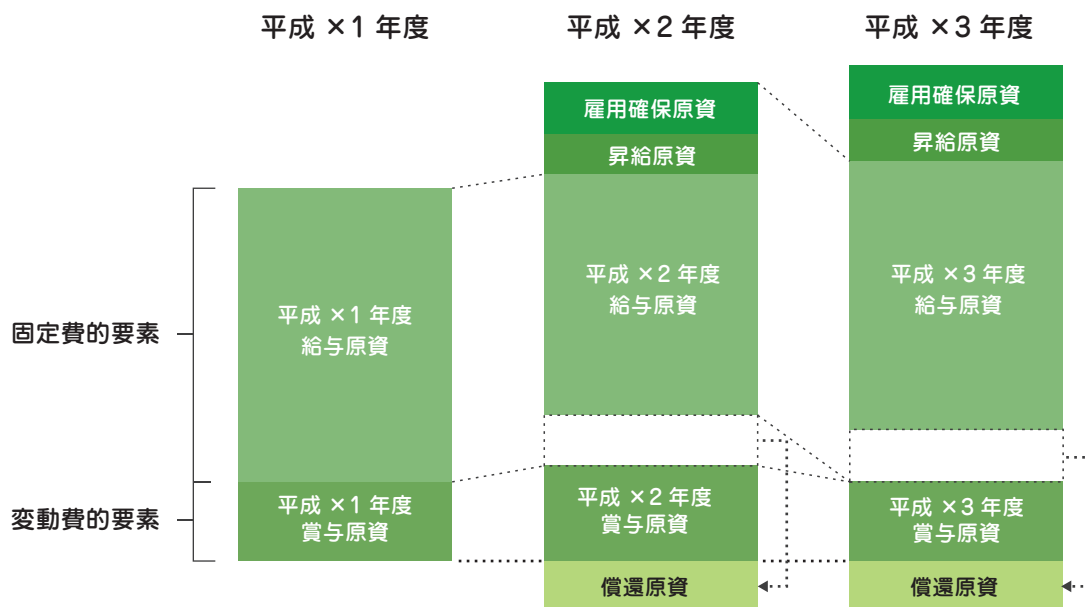 平成 ×1 年度
平成 ×2 年度
平成 ×3 年度
雇用確保原資
昇給原資
雇用確保原資
昇給原資
固定費的要素
平成 ×1 年度
給与原資
平成 ×2 年度
給与原資
平成 ×3 年度
給与原資
変動費的要素
平成 ×1 年度
賞与原資
平成 ×2 年度
賞与原資
平成 ×3 年度
賞与原資
償還原資
償還原資